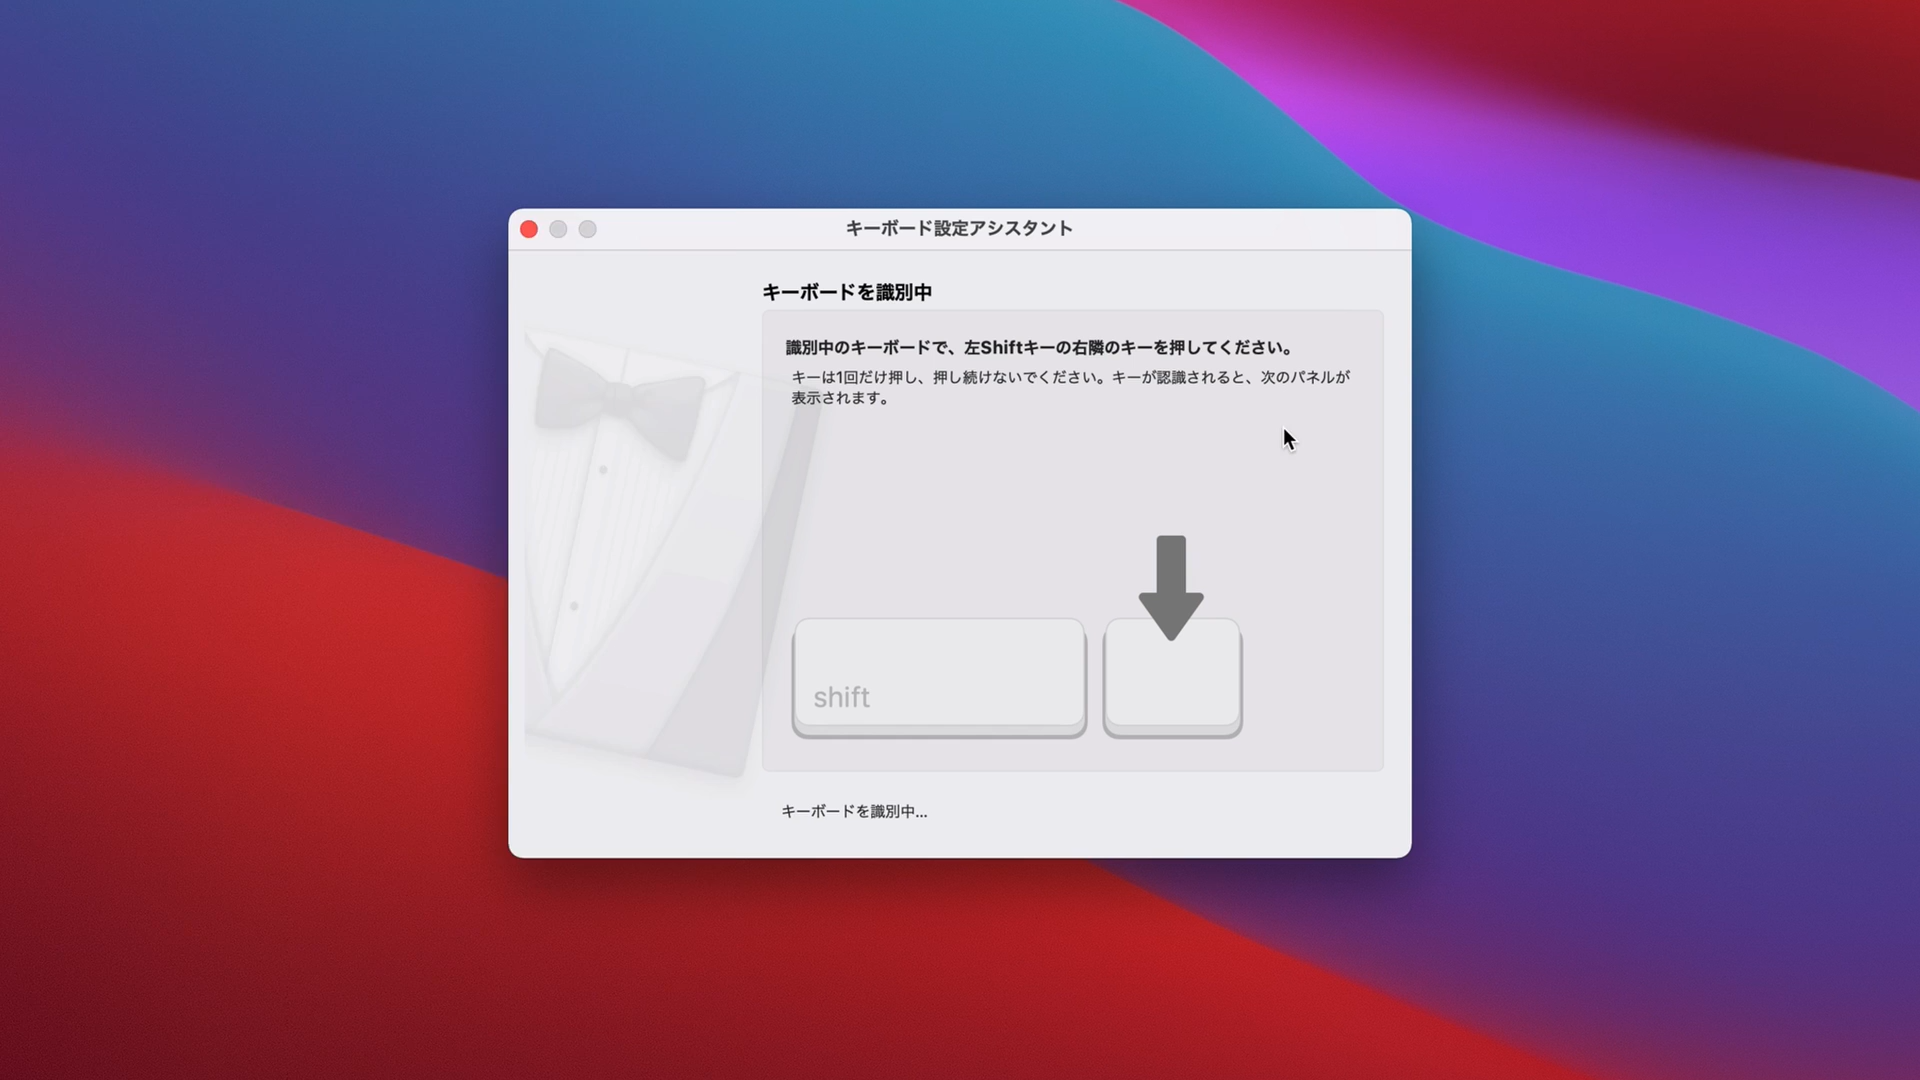 キーボード設定アシスタント
キーボードを識別中
識別中のキーボードで、左Shiftキーの右隣のキーを押してください。
キーは1回だけ押し、押し続けないでください。キーが認識されると、次のパネルが
表示されます。
shift
キーボードを識別中...